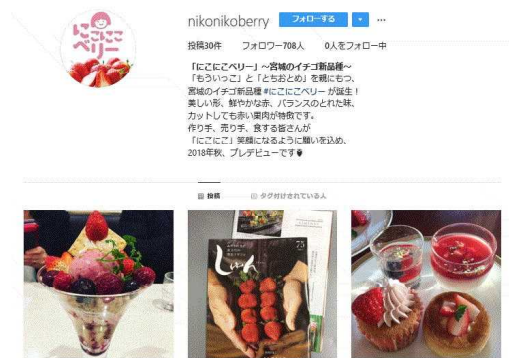 にこにこ
ベリー
nikonikoberry フォローする
投稿30件 フォロワー708人 0人をフォロー中
「にこにこベリー」～宮城のイチゴ新品種～
「もういっこ」と「とちおとめ」を親にもつ、
宮城のイチゴ新品種 #にこにこベリー が誕生！
美しい形、鮮やかな赤、バランスのとれた味、
カットしても赤い果肉が特徴です。
作り手、売り手、食する皆さんが
「にこにこ」笑顔になるように願いを込め、
2018年秋、プレデビューです
投稿 タグ付けされている人
75